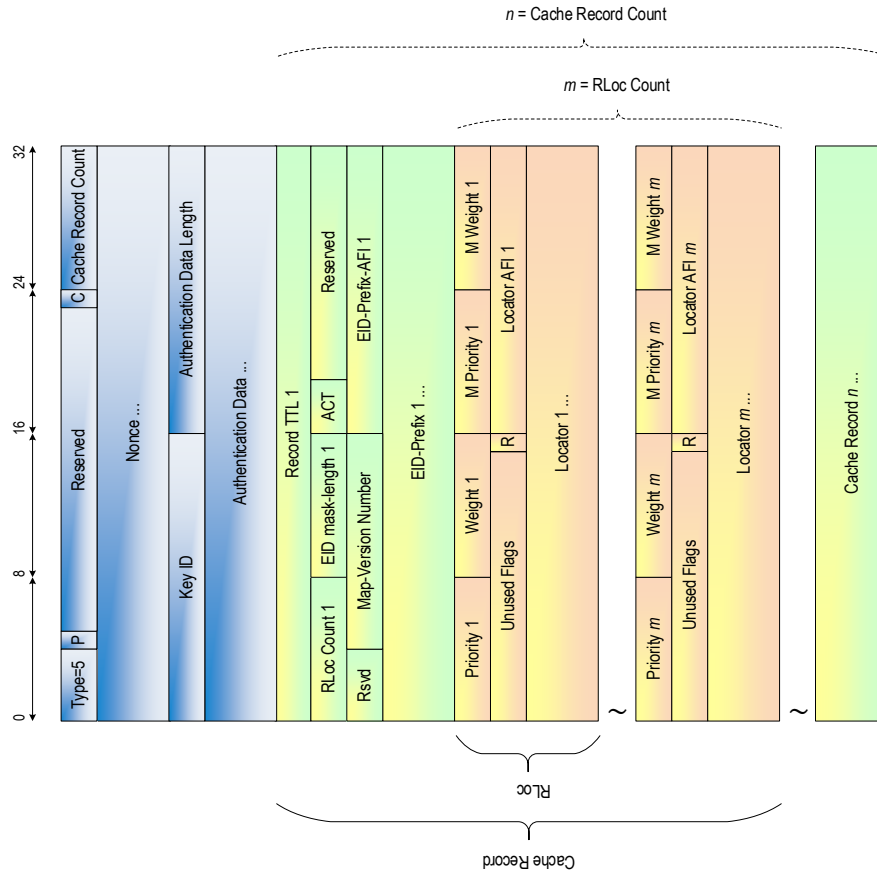 0 8 16 24 32
Type=5 P Reserved C Cache Record Count
Nonce ...
Key ID Authentication Data Length
Authentication Data ...
Record TTL 1
RLoc Count 1 EID mask-length 1 ACT Reserved
Rsvd Map-Version Number EID-Prefix-AFI 1
EID-Prefix 1 ...
Priority 1 Weight 1 M Priority 1 M Weight 1
Unused Flags R Locator AFI 1
Locator 1 ...
~
Priority m Weight m M Priority m M Weight m
Unused Flags R Locator AFI m
Locator m ...
~
Cache Record n ...
RLoc
Cache Record
m = RLoc Count
n = Cache Record Count